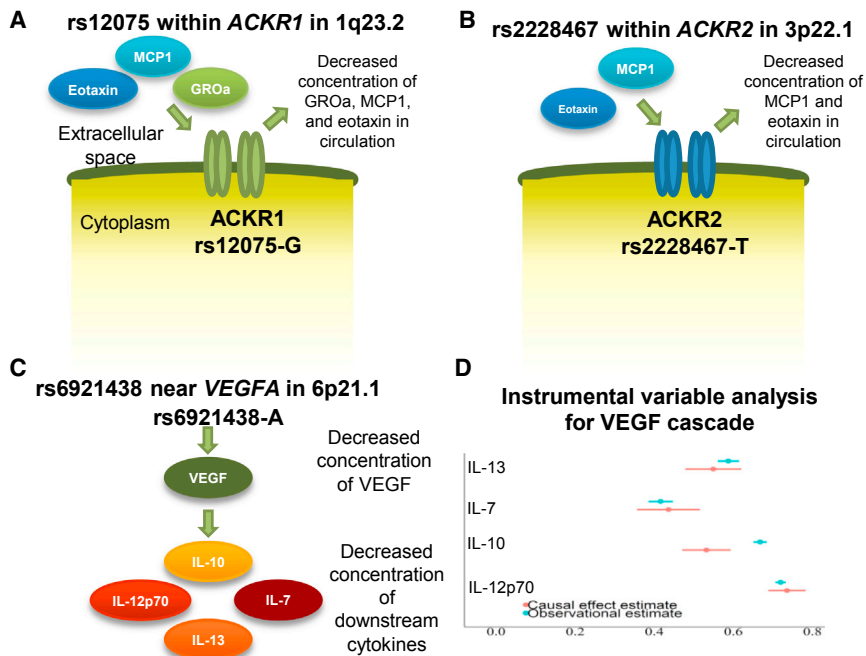 A
rs12075 within ACKR1 in 1q23.2
MCP1
Eotaxin
GROa
Decreased
concentration of
GROa, MCP1,
and eotaxin in
circulation
Extracellular
space
Cytoplasm
ACKR1
rs12075-G
B
rs2228467 within ACKR2 in 3p22.1
MCP1
Eotaxin
Decreased
concentration of
MCP1 and
eotaxin in
circulation
ACKR2
rs2228467-T
C
rs6921438 near VEGFA in 6p21.1
rs6921438-A
Decreased
concentration
of VEGF
VEGF
IL-10
IL-12p70
IL-7
IL-13
Decreased
concentration
of
downstream
cytokines
D
Instrumental variable analysis
for VEGF cascade
IL-13
IL-7
IL-10
IL-12p70
Causal effect estimate
Observational estimate
0.0 0.2 0.4 0.6 0.8